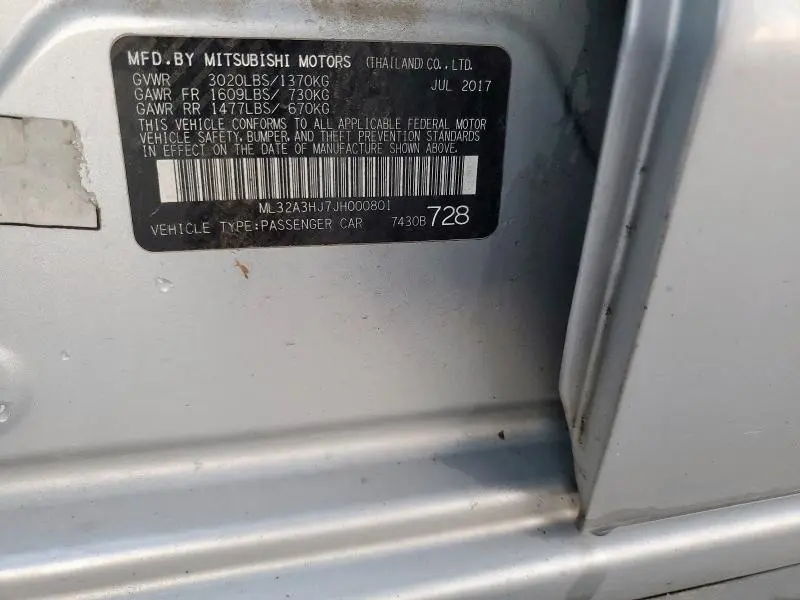 MFD.BY MITSUBISHI MOTORS (THAILAND) CO., LTD.
GVWR 3020LBS/1370KG JUL 2017
GAWR FR 1609LBS/ 730KG
GAWR RR 1477LBS/ 670KG
THIS VEHICLE CONFORMS TO ALL APPLICABLE FEDERAL MOTOR
VEHICLE SAFETY, BUMPER, AND THEFT PREVENTION STANDARDS
IN EFFECT ON THE DATE OF MANUFACTURE SHOWN ABOVE.
ML32A3HJ7JH000801
VEHICLE TYPE:PASSENGER CAR 7430B 728